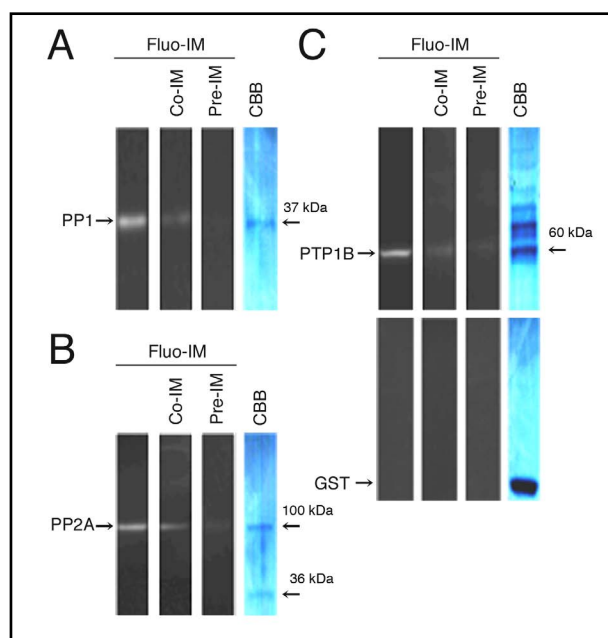 A
Fluo-IM
Co-IM
Pre-IM
CBB
PP1→
37 kDa
←
B
Fluo-IM
Co-IM
Pre-IM
CBB
PP2A→
100 kDa
←
36 kDa
←
C
Fluo-IM
Co-IM
Pre-IM
CBB
PTP1B→
60 kDa
←
GST →